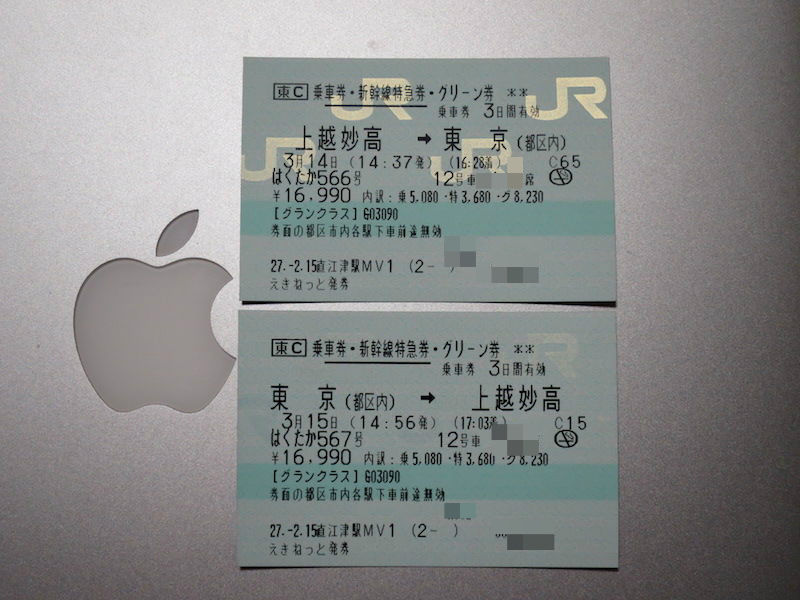 JR JR
JR JR
東C 乗車券・新幹線特急券・グリーン券 **
乗車券 3日間有効
上越妙高 → 東 京(都区内)
3月14日 (14:37発) (16:28着) C65
はくたか566号 12号車 席
¥16,990 内訳:乗5,080・特3,680・グ8,230
【グランクラス】G03090
券面の都区市内各駅下車前途無効
27.-2.15直江津駅MV1 (2- )
えきねっと発券
JR
東C 乗車券・新幹線特急券・グリーン券 **
乗車券 3日間有効
東 京(都区内) → 上越妙高
3月15日 (14:56発) (17:03着) C15
はくたか567号 12号車
¥16,990 内訳:乗5,080・特3,680・グ8,230
【グランクラス】G03090
券面の都区市内各駅下車前途無効
27.-2.15直江津駅MV1 (2- )
えきねっと発券